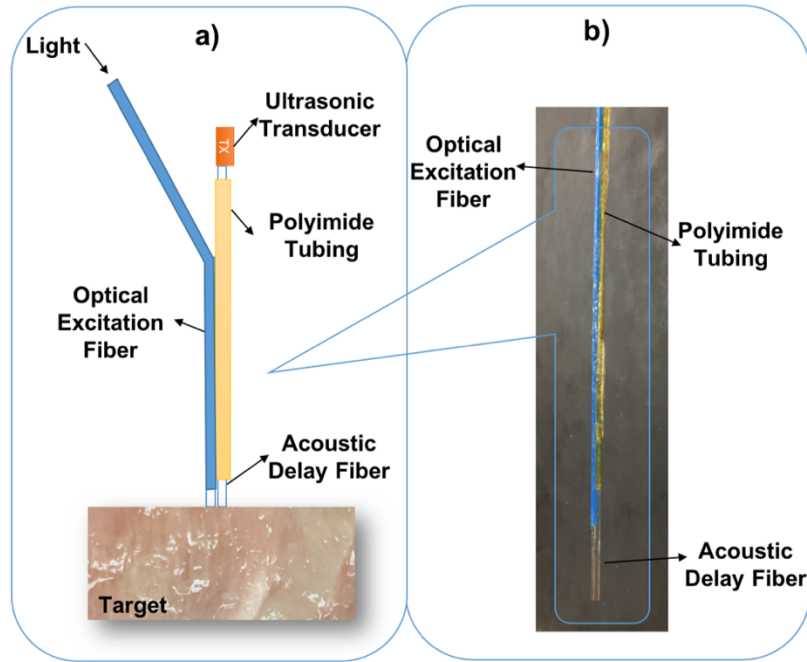 a)
Light
Ultrasonic
Transducer
TX
Polyimide
Tubing
Optical
Excitation
Fiber
Acoustic
Delay Fiber
Target
b)
Optical
Excitation
Fiber
Polyimide
Tubing
Acoustic
Delay Fiber